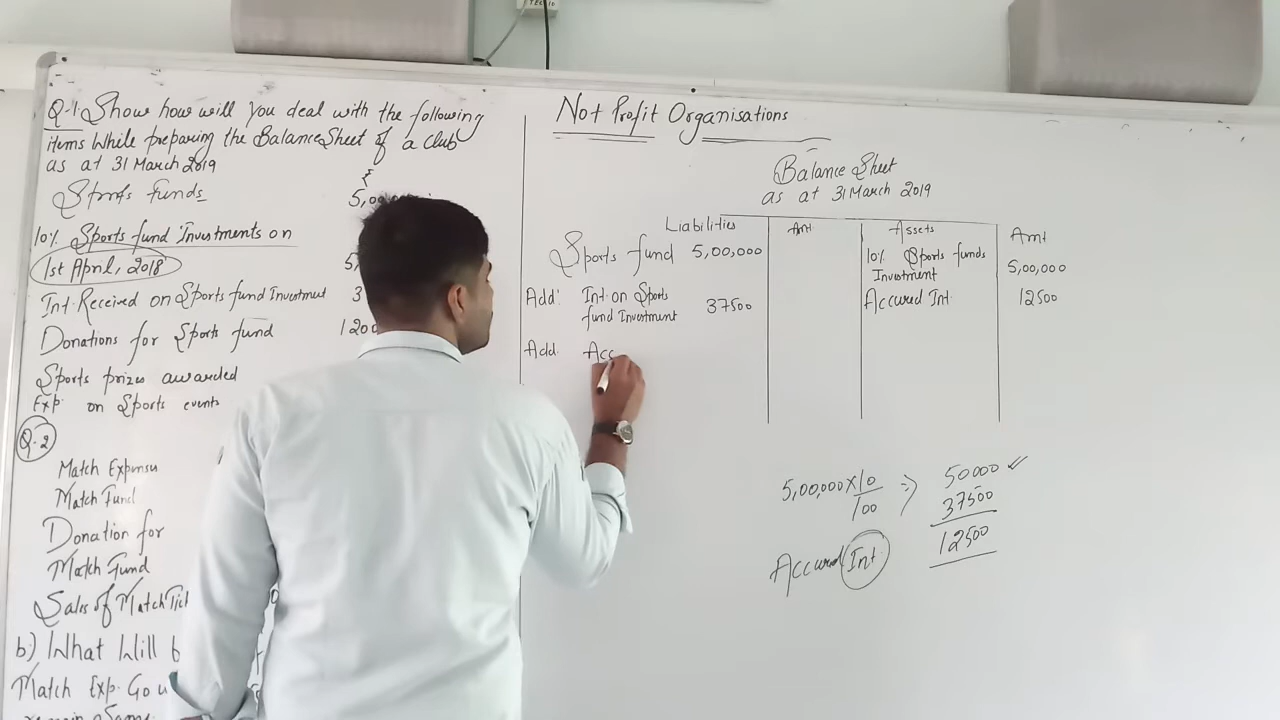 Q-1 Show how will you deal with the following
items While preparing the Balance Sheet of a club
as at 31 March 2019
₹
Sports funds 5,0
10% Sports fund Investments on
1st April, 2018 5,
Int Received on Sports fund Investment 3
Donations for Sports fund 1200
Sports prizes awarded
Exp. on Sports events
Q.2
Match Expenses
Match Fund
Donation for
Match Fund
Sales of Match Tick
b) What Will b
Match Exp. Go u
remain Same
Not Profit Organisations
Balance Sheet
as at 31 March 2019
Liabilities Amt. Assets Amt
Sports fund 5,00,000
10% Sports funds
Investment 5,00,000
Add: Int on Sports
fund Investment 37500
Accured Int. 12500
Add. Acc
5,00,000 x 10
100
50000 ✓
37500
12500
Accured Int.